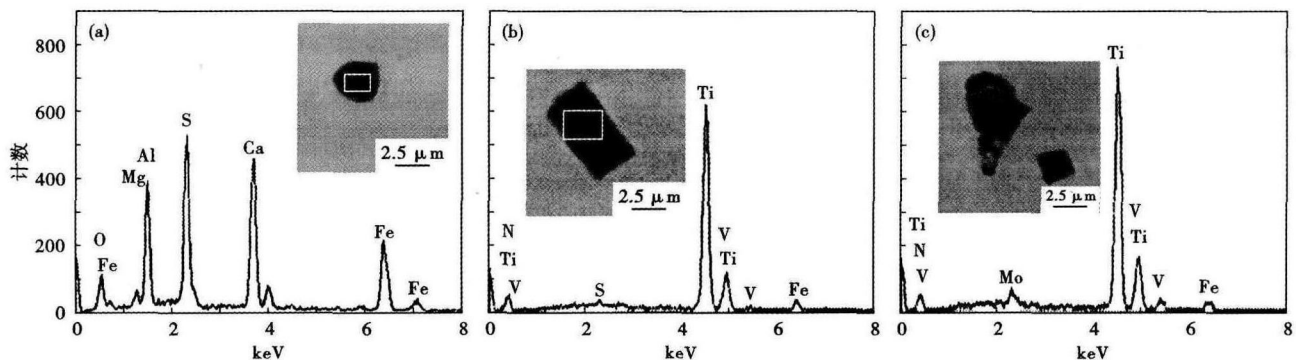 (a)
800
600
400
200
0
计数
O
Fe
Mg
Al
S
Ca
Fe
Fe
2.5 μm
0
2
4
6
8
keV
(b)
N
Ti
V
S
Ti
V
Ti
V
Fe
2.5 μm
0
2
4
6
8
keV
(c)
Ti
N
V
Mo
Ti
V
Ti
V
Fe
2.5 μm
0
2
4
6
8
keV